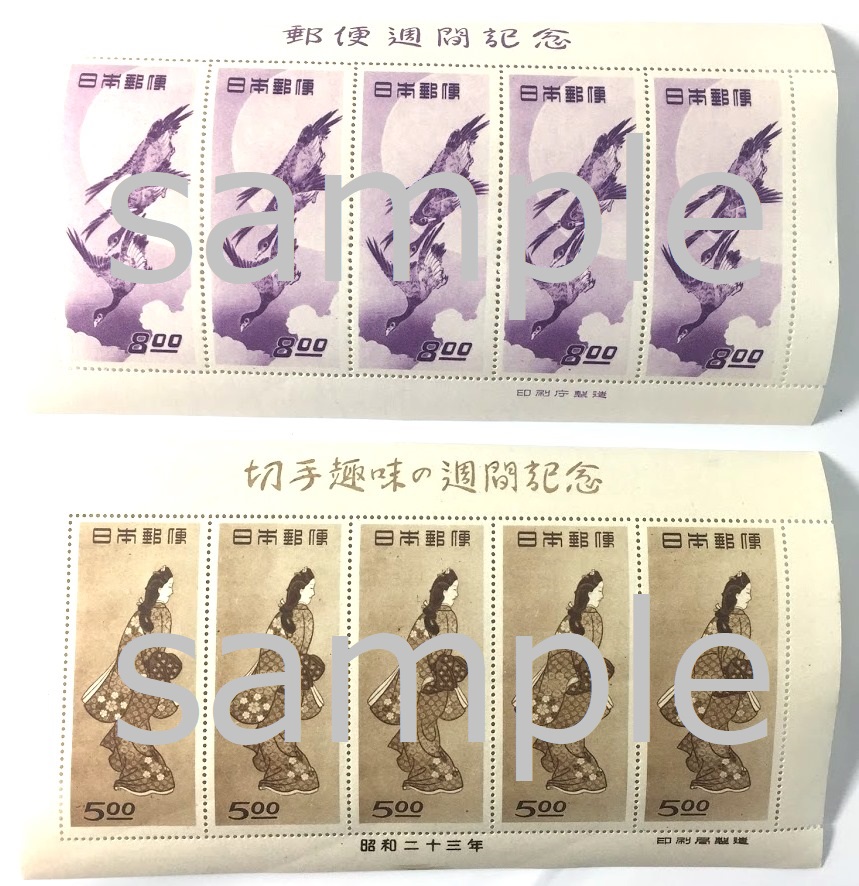 郵便週間記念
日本郵便 日本郵便 日本郵便 日本郵便 日本郵便
sample
8.00 8.00 8.00 8.00 8.00
印刷庁製造
切手趣味の週間記念
日本郵便 日本郵便 日本郵便 日本郵便 日本郵便
sample
5.00 5.00 5.00 5.00 5.00
昭和二十三年
印刷局製造